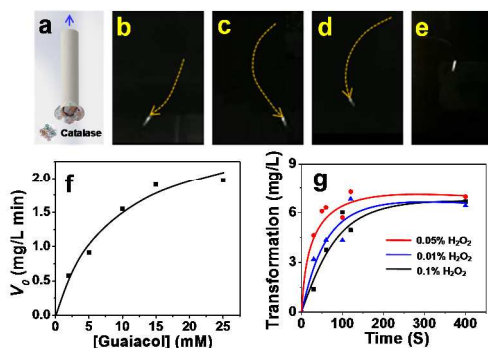 a
b
c
d
e
Catalase
f
V0 (mg/L min)
2.0
1.5
1.0
0.5
0.0
0
5
10
15
20
25
[Guaiacol] (mM)
g
Transformation (mg/L)
9
6
3
0
0.05% H2O2
0.01% H2O2
0.1% H2O2
0
100
200
300
400
Time (S)